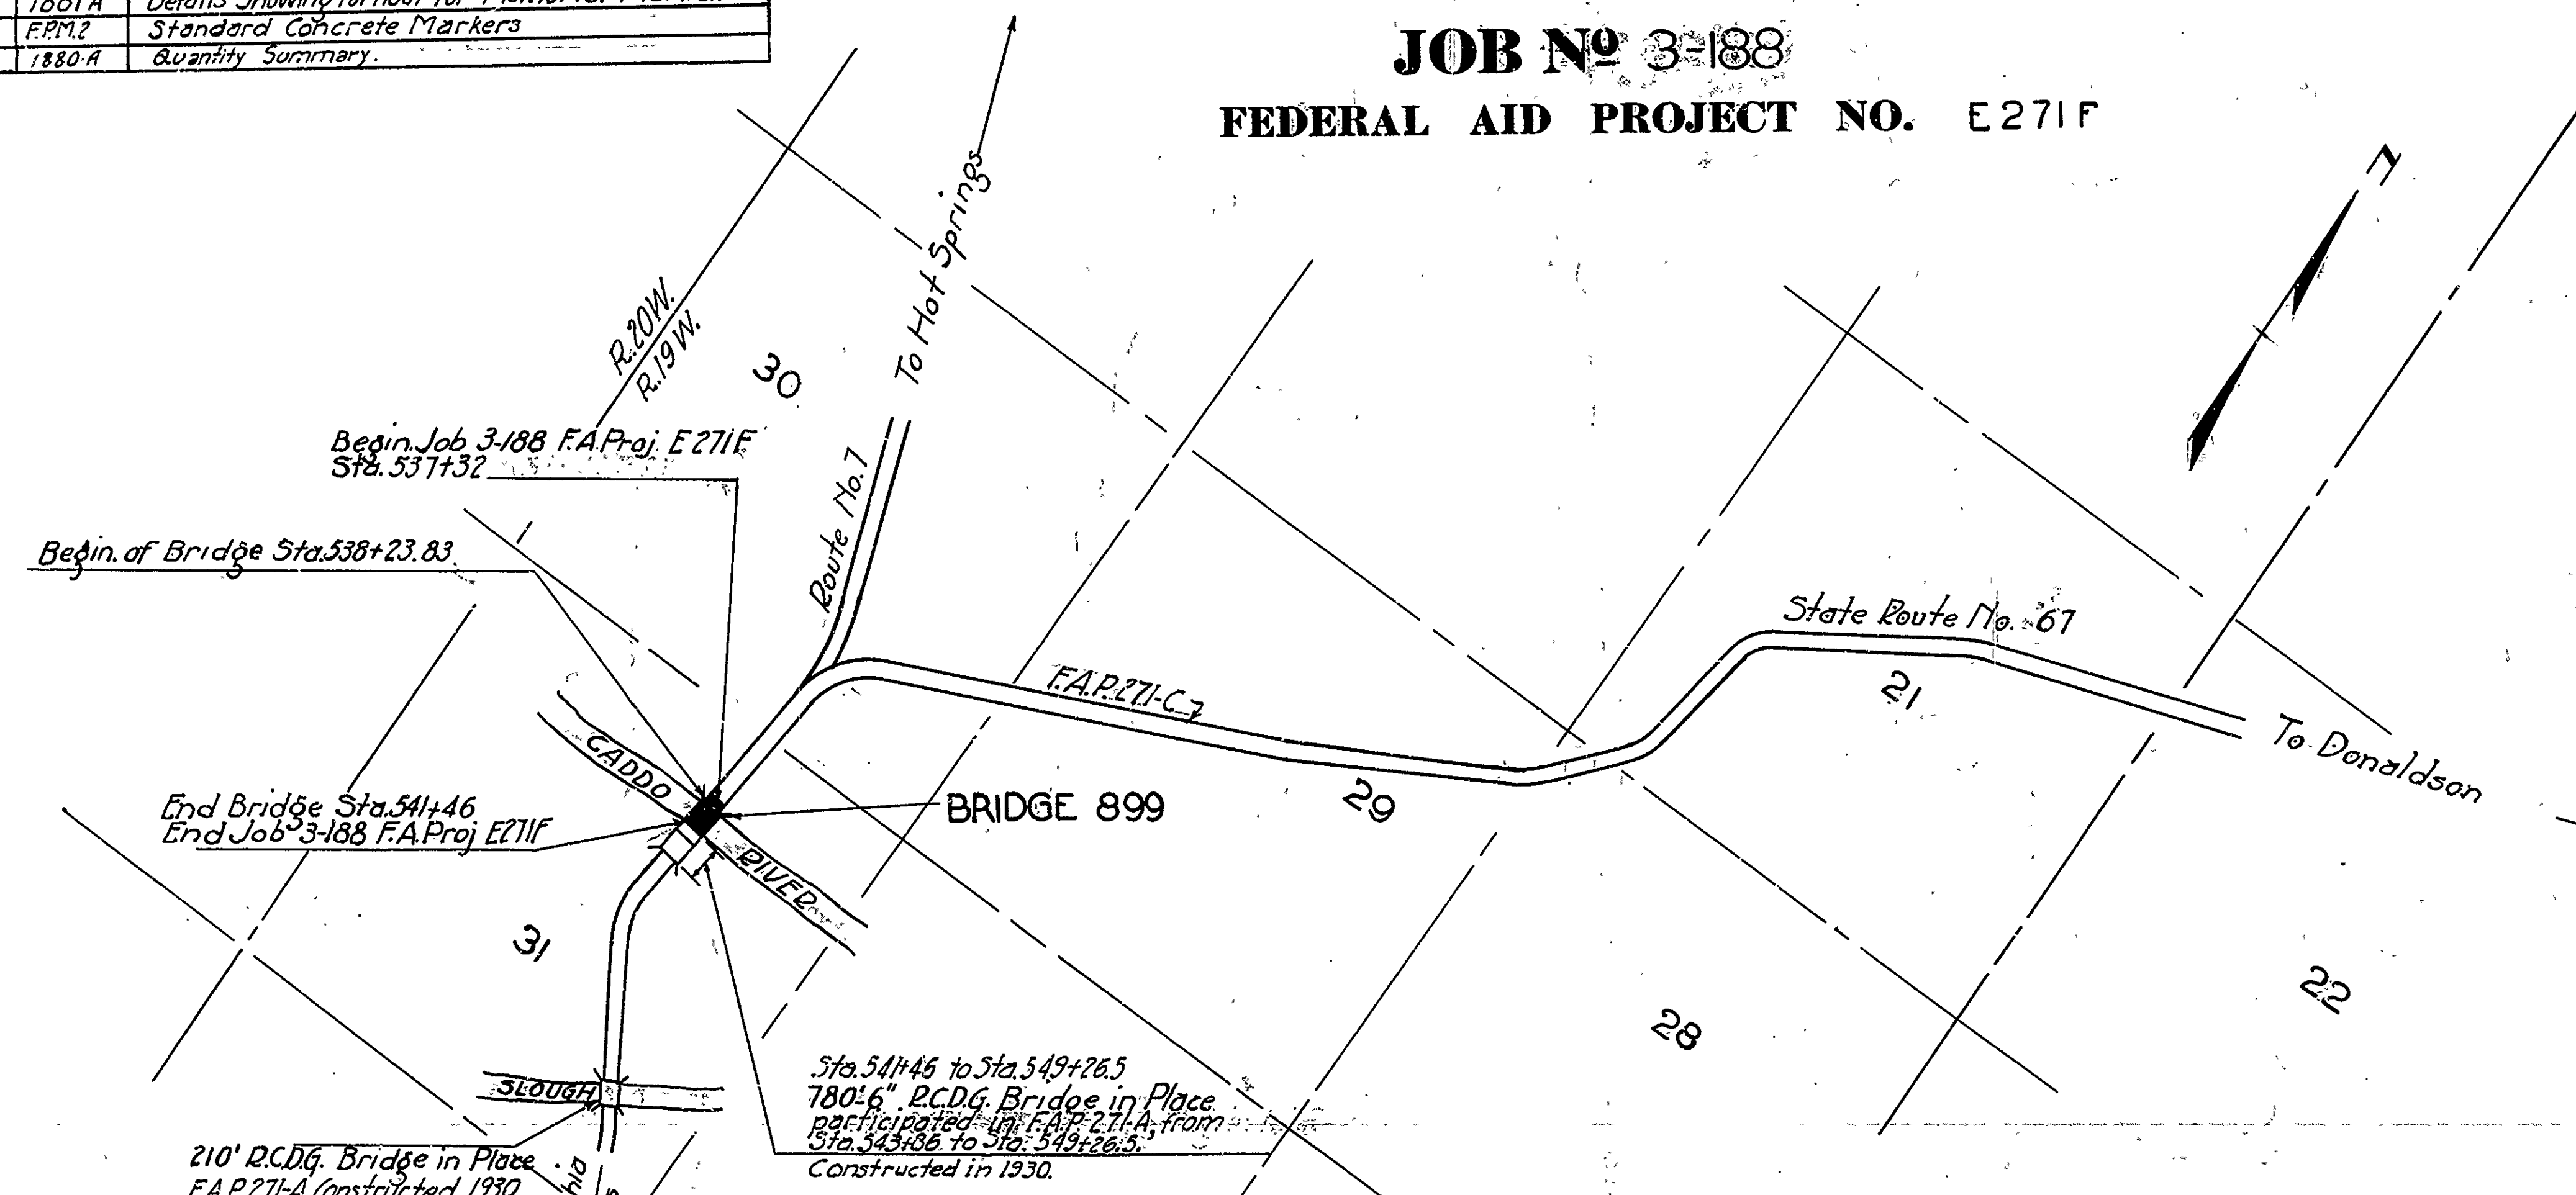 1881 A Details Showing
F.P.M.2 Standard Concrete Markers
1880-A Quantity Summary.
JOB No 3-188
FEDERAL AID PROJECT NO. E271F
N
To Hot Springs
R.20W.
R.19W.
30
Begin. Job 3-188 F.A.Proj. E271F
Sta. 537+32
Route No.7
Begin. of Bridge Sta.538+23.83
State Route No. 67
F.A.P.271-C
21
To Donaldson
CADDO
RIVER
End Bridge Sta.541+46
End Job 3-188 F.A.Proj E271F
BRIDGE 899
29
31
22
28
Sta.541+46 to Sta.549+26.5
780'-6" R.C.D.G. Bridge in Place
participated in F.A.P. 271-A, from
Sta.543+86 to Sta. 549+26.5.
Constructed in 1930.
SLOUGH
210' R.C.D.G. Bridge in Place
F.A.P.271-A Constructed 1930